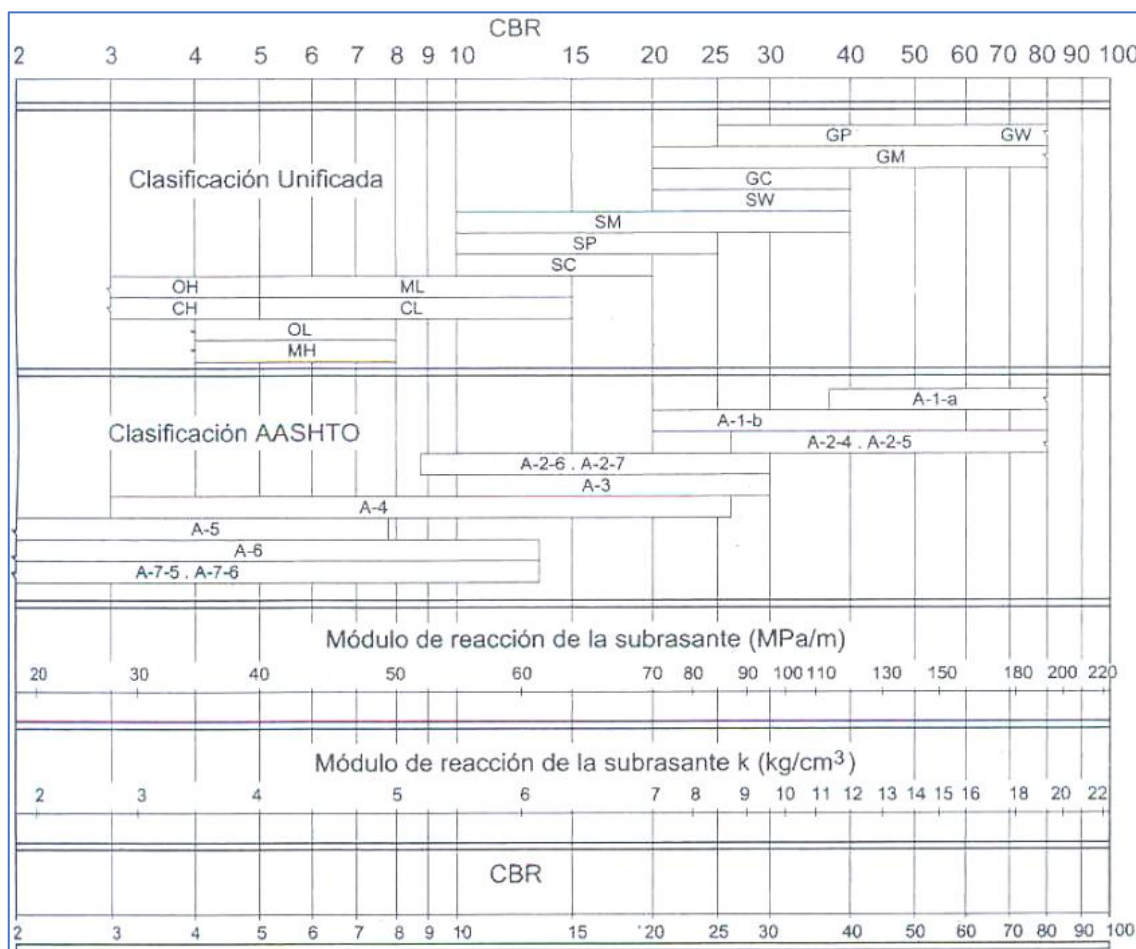 CBR
2 3 4 5 6 7 8 9 10 15 20 25 30 40 50 60 70 80 90 100
GP GW
GM
Clasificación Unificada
GC
SW
SM
SP
SC
OH ML
CH CL
OL
MH
A-1-a
A-1-b
Clasificación AASHTO
A-2-4 . A-2-5
A-2-6 . A-2-7
A-3
A-4
A-5
A-6
A-7-5 . A-7-6
Módulo de reacción de la subrasante (MPa/m)
20 30 40 50 60 70 80 90 100 110 130 150 180 200 220
Módulo de reacción de la subrasante k (kg/cm³)
2 3 4 5 6 7 8 9 10 11 12 13 14 15 16 18 20 22
CBR
2 3 4 5 6 7 8 9 10 15 20 25 30 40 50 60 70 80 90 100